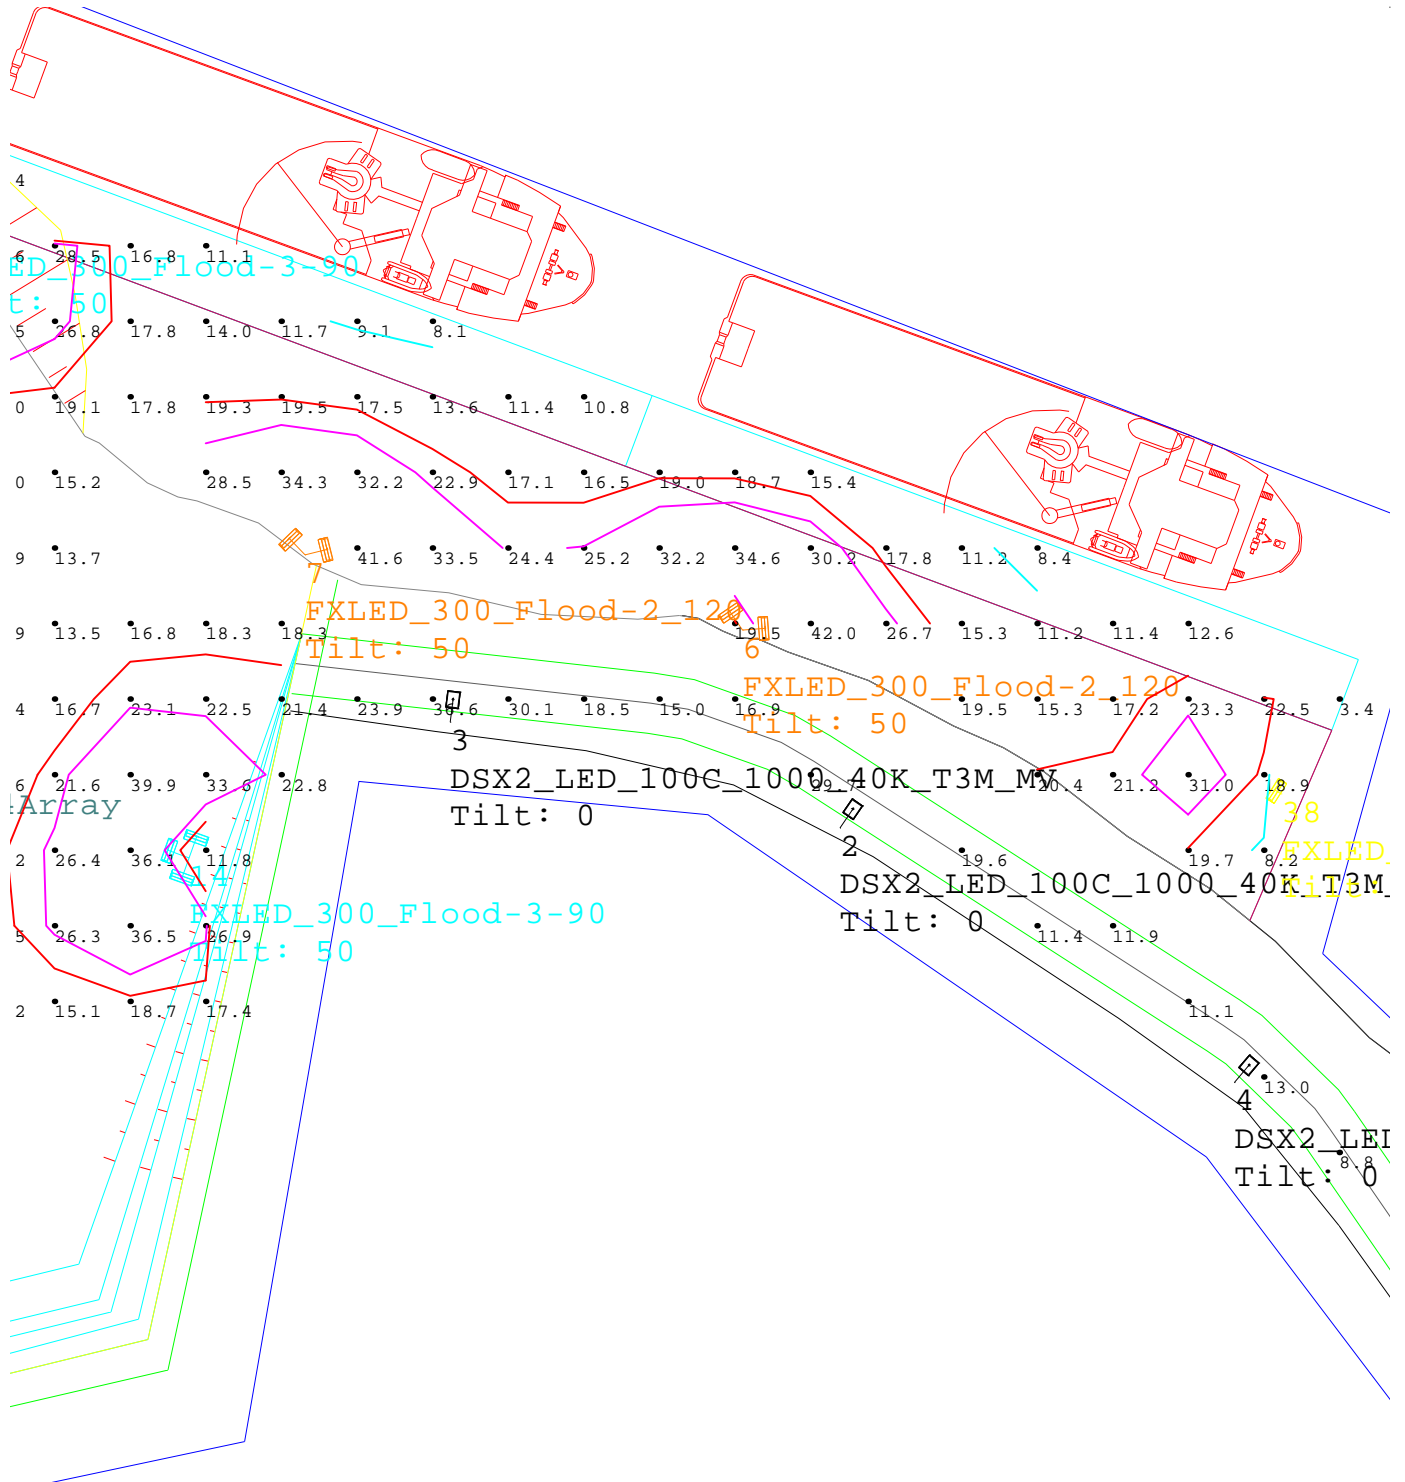 4
6 28.5 16.8 11.1
ED_300_Flood-3-90
t: 50
5 26.8 17.8 14.0 11.7 9.1 8.1
0 19.1 17.8 19.3 19.5 17.5 13.6 11.4 10.8
0 15.2 28.5 34.3 32.2 22.9 17.1 16.5 19.0 18.7 15.4
9 13.7 41.6 33.5 24.4 25.2 32.2 34.6 30.2 17.8 11.2 8.4
7
FXLED_300_Flood-2_120
Tilt: 50
9 13.5 16.8 18.3 18.3 19.5 42.0 26.7 15.3 11.2 11.4 12.6
6
FXLED_300_Flood-2_120
Tilt: 50
4 16.7 23.1 22.5 21.4 23.9 36.6 30.1 18.5 15.0 16.9 19.5 15.3 17.2 23.3 22.5 3.4
3
DSX2_LED_100C_1000_40K_T3M_MV
Tilt: 0
6 21.6 39.9 33.6 22.8 29.7 20.4 21.2 31.0 18.9
Array
38
FXLED_
Tilt:
2 26.4 36.1 11.8 19.6 19.7 8.2
2
DSX2_LED_100C_1000_40K_T3M_
Tilt: 0
14
FXLED_300_Flood-3-90
Tilt: 50
5 26.3 36.5 26.9 11.4 11.9
2 15.1 18.7 17.4 11.1
13.0
4
DSX2_LED
Tilt: 0
8.8